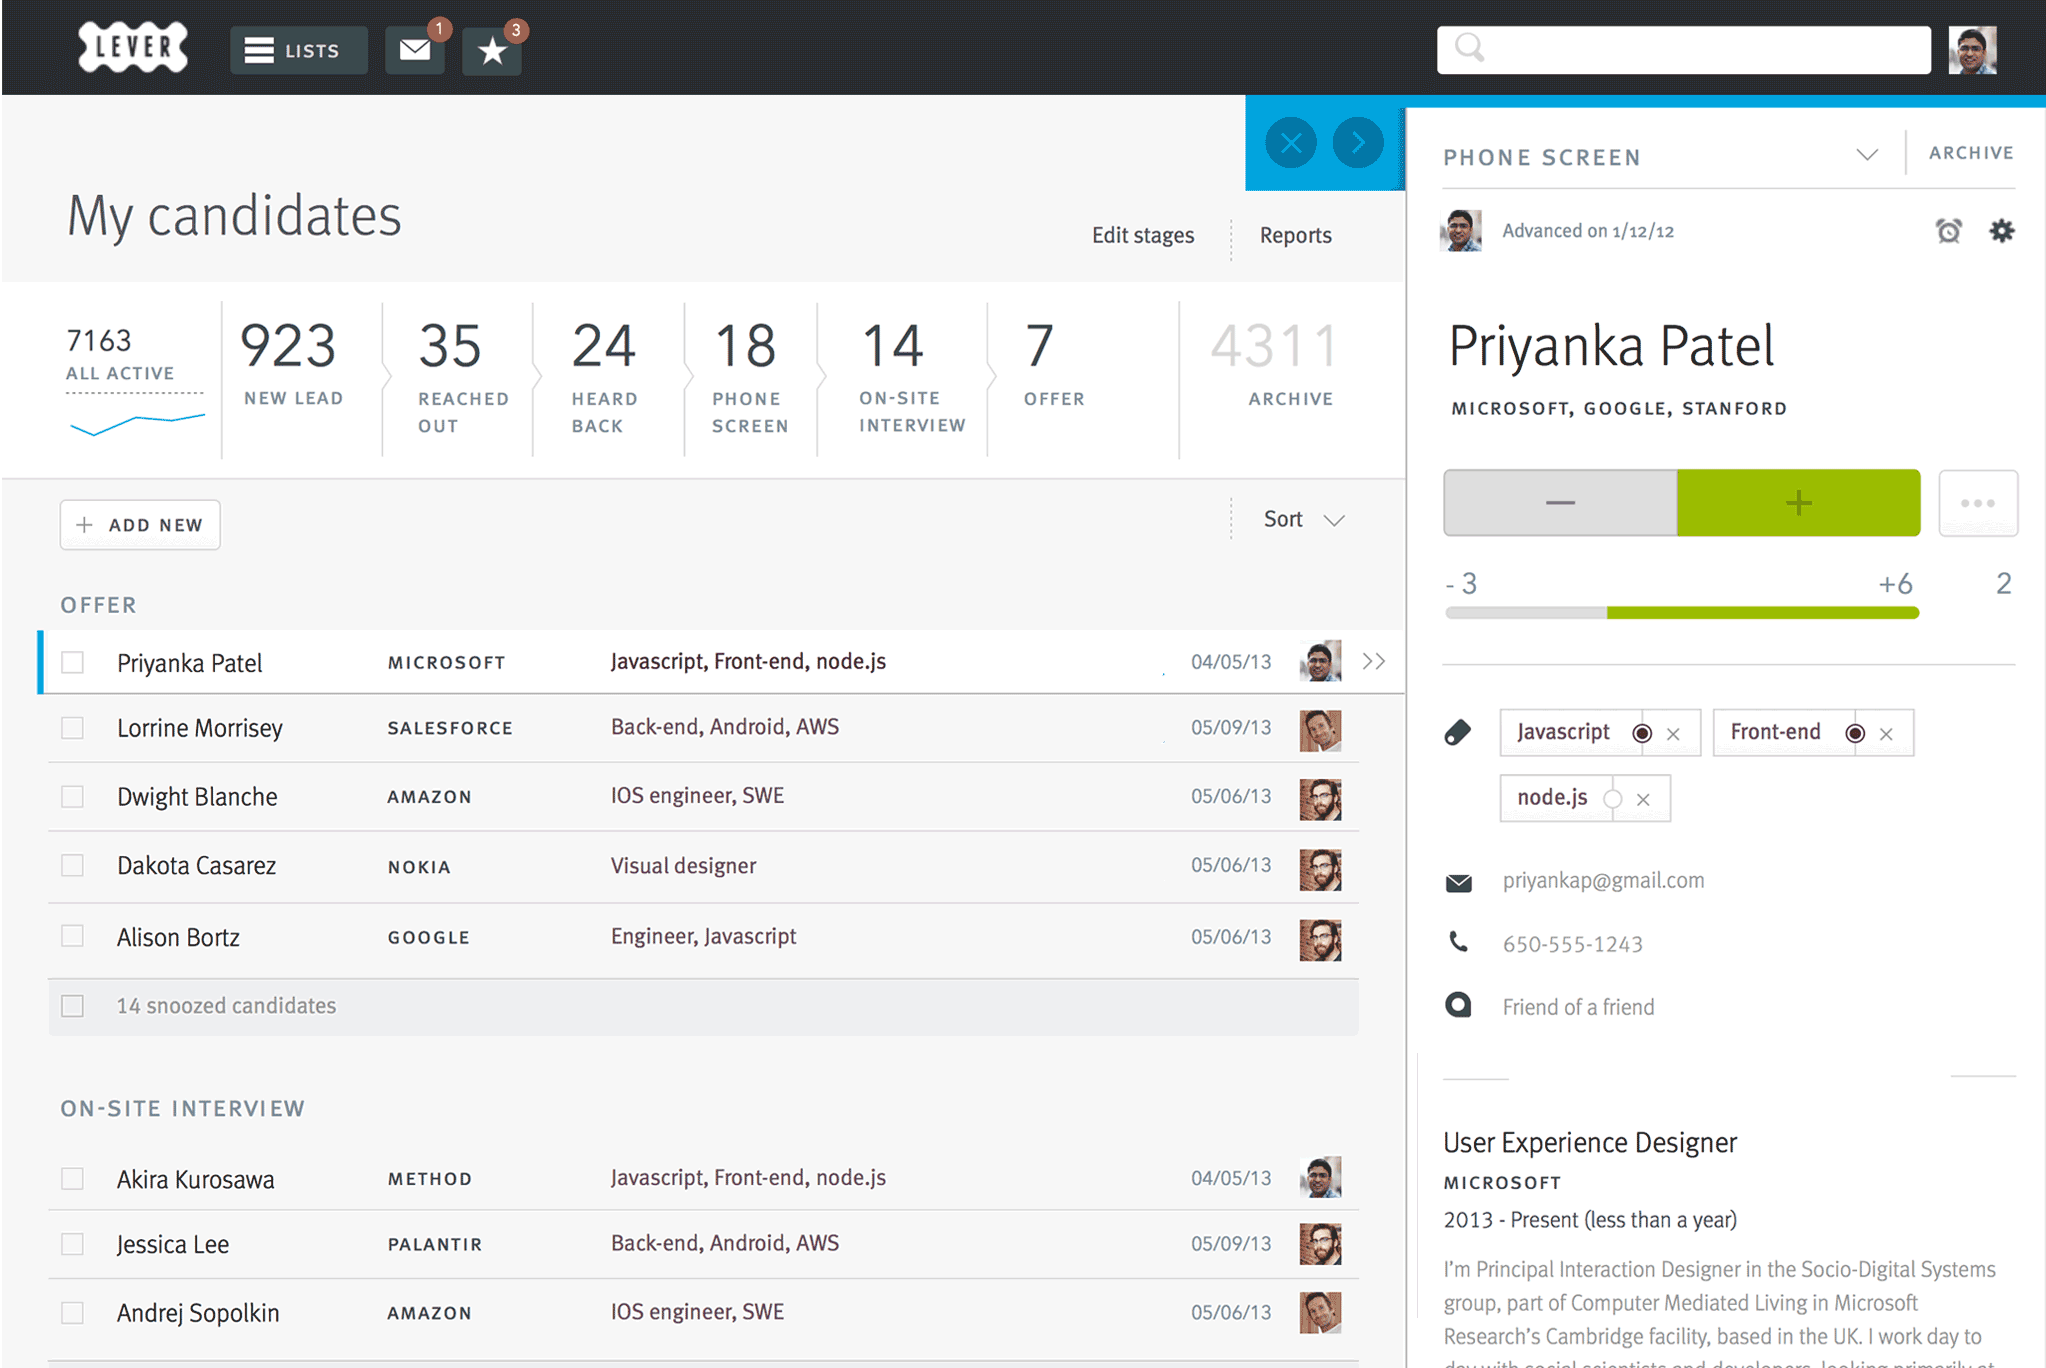 LEVER
LISTS
1
3
My candidates
Edit stages
Reports
7163
ALL ACTIVE
923
NEW LEAD
35
REACHED
OUT
24
HEARD
BACK
18
PHONE
SCREEN
14
ON-SITE
INTERVIEW
7
OFFER
4311
ARCHIVE
+ ADD NEW
Sort
OFFER
Priyanka Patel MICROSOFT Javascript, Front-end, node.js 04/05/13
Lorrine Morrisey SALESFORCE Back-end, Android, AWS 05/09/13
Dwight Blanche AMAZON IOS engineer, SWE 05/06/13
Dakota Casarez NOKIA Visual designer 05/06/13
Alison Bortz GOOGLE Engineer, Javascript 05/06/13
14 snoozed candidates
ON-SITE INTERVIEW
Akira Kurosawa METHOD Javascript, Front-end, node.js 04/05/13
Jessica Lee PALANTIR Back-end, Android, AWS 05/09/13
Andrej Sopolkin AMAZON IOS engineer, SWE 05/06/13
PHONE SCREEN
ARCHIVE
Advanced on 1/12/12
Priyanka Patel
MICROSOFT, GOOGLE, STANFORD
- 3 +6 2
Javascript
Front-end
node.js
priyankap@gmail.com
650-555-1243
Friend of a friend
User Experience Designer
MICROSOFT
2013 - Present (less than a year)
I'm Principal Interaction Designer in the Socio-Digital Systems
group, part of Computer Mediated Living in Microsoft
Research's Cambridge facility, based in the UK. I work day to
day with social scientists and developers, looking primarily at